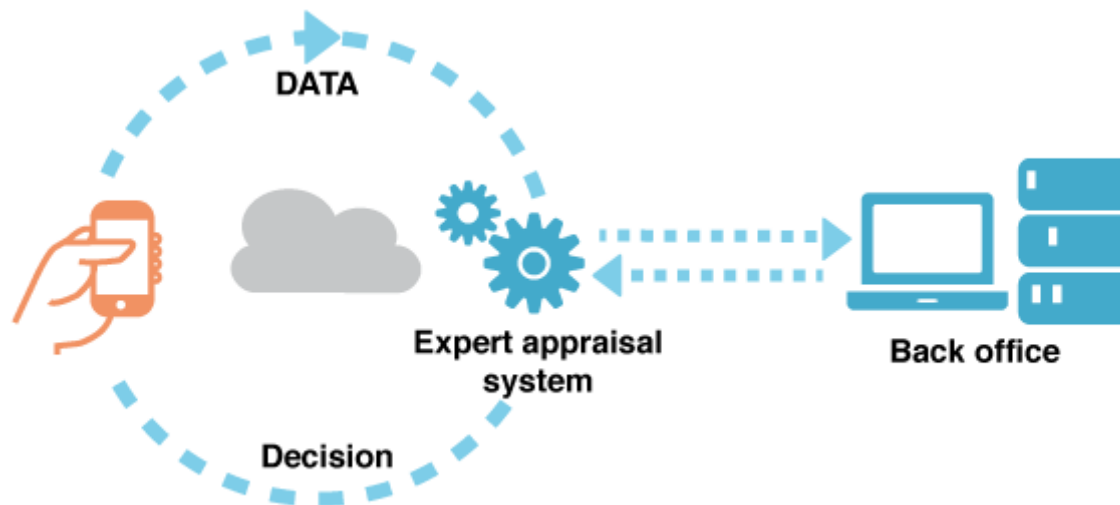 DATA
Expert appraisal
system
Back office
Decision